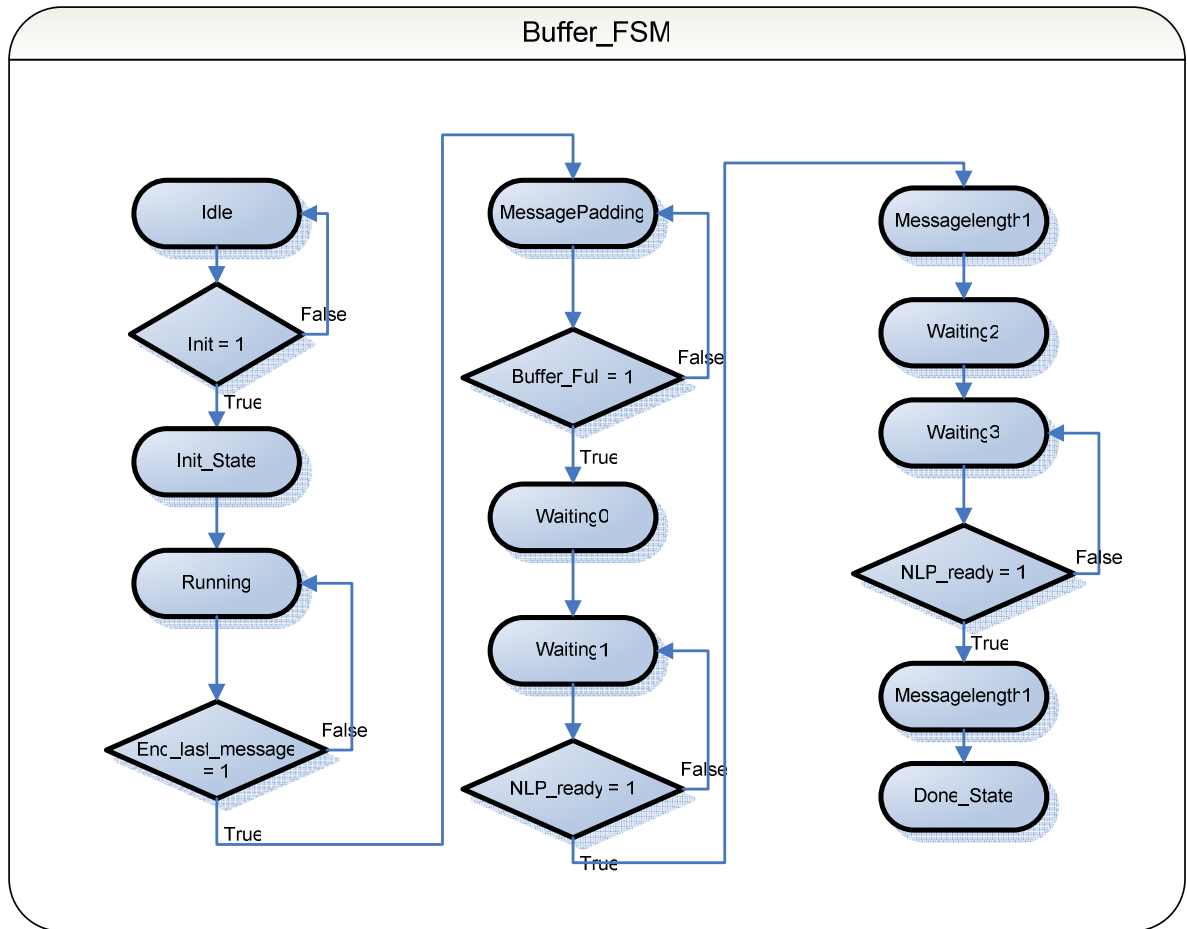 Buffer_FSM
Idle
False
Init = 1
True
Init_State
Running
False
End_last_message
= 1
True
MessagePadding
False
Buffer_Full = 1
True
Waiting0
Waiting1
False
NLP_ready = 1
True
Messagelength1
Waiting2
Waiting3
False
NLP_ready = 1
True
Messagelength1
Done_State